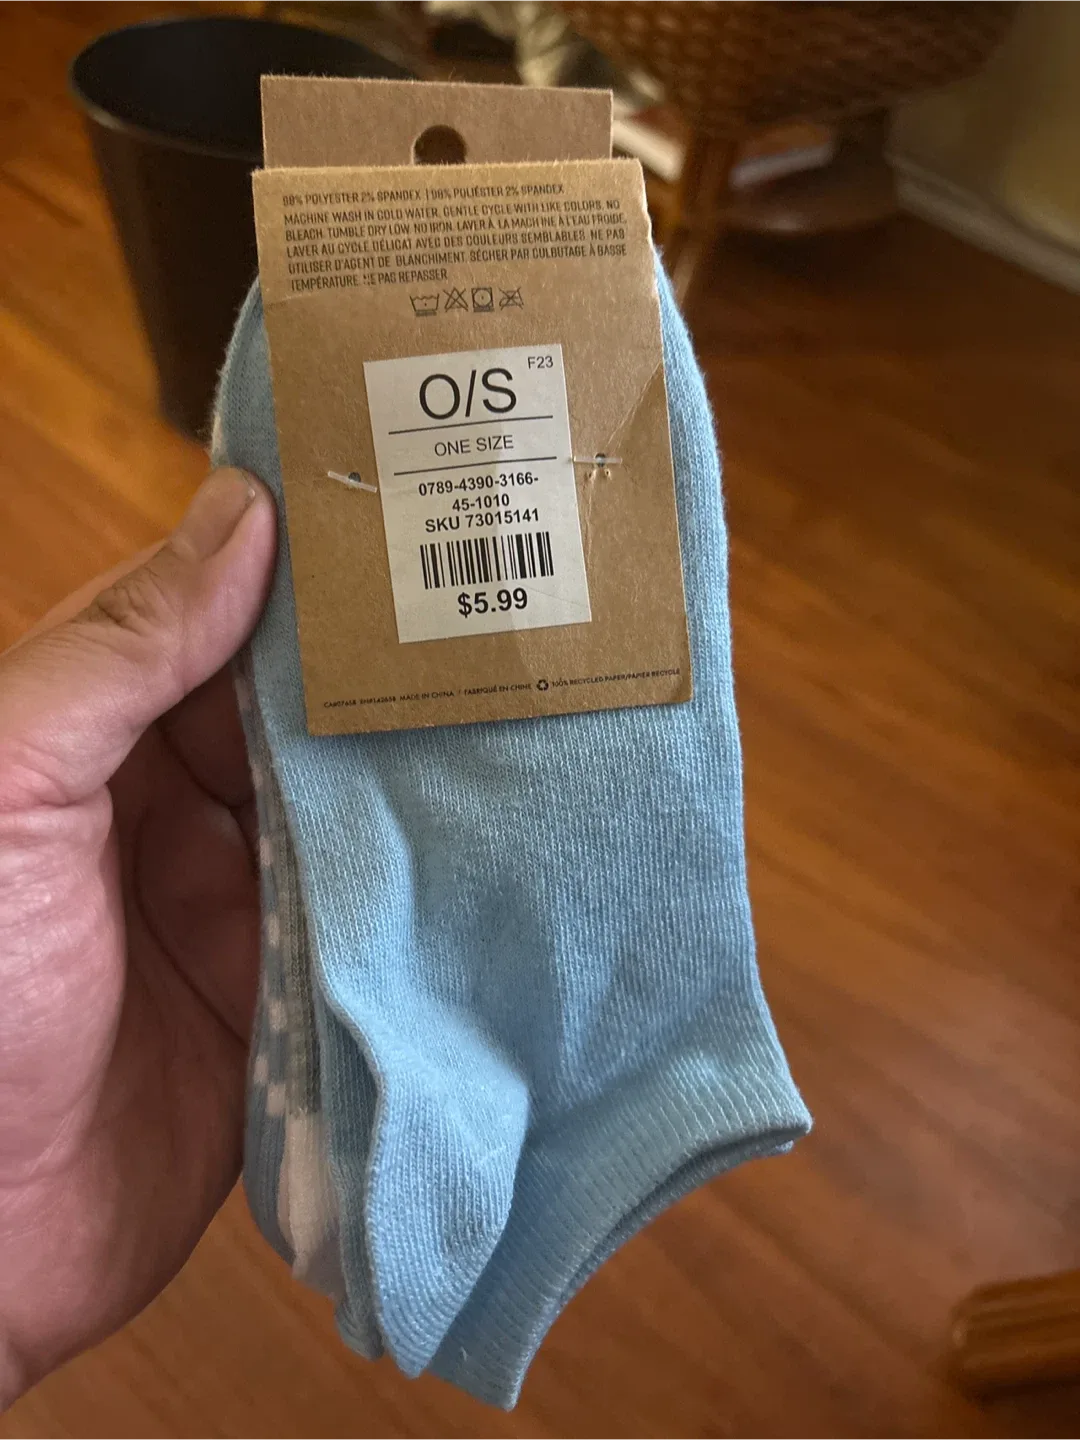 98% POLYESTER 2% SPANDEX | 98% POLIÉSTER 2% SPANDEX
MACHINE WASH IN COLD WATER, GENTLE CYCLE WITH LIKE COLORS. NO
BLEACH. TUMBLE DRY LOW. NO IRON. LAVER À LA MACHINE À L'EAU FROIDE,
LAVER AU CYCLE DÉLICAT AVEC DES COULEURS SEMBLABLES. NE PAS
UTILISER D'AGENT DE BLANCHIMENT. SÉCHER PAR CULBUTAGE À BASSE
TEMPÉRATURE. NE PAS REPASSER.
F23
O/S
ONE SIZE
0789-4390-3166-
45-1010
SKU 73015141
$5.99
MADE IN CHINA / FABRIQUÉ EN CHINE 100% RECYCLED PAPER/PAPIER RECYCLÉ